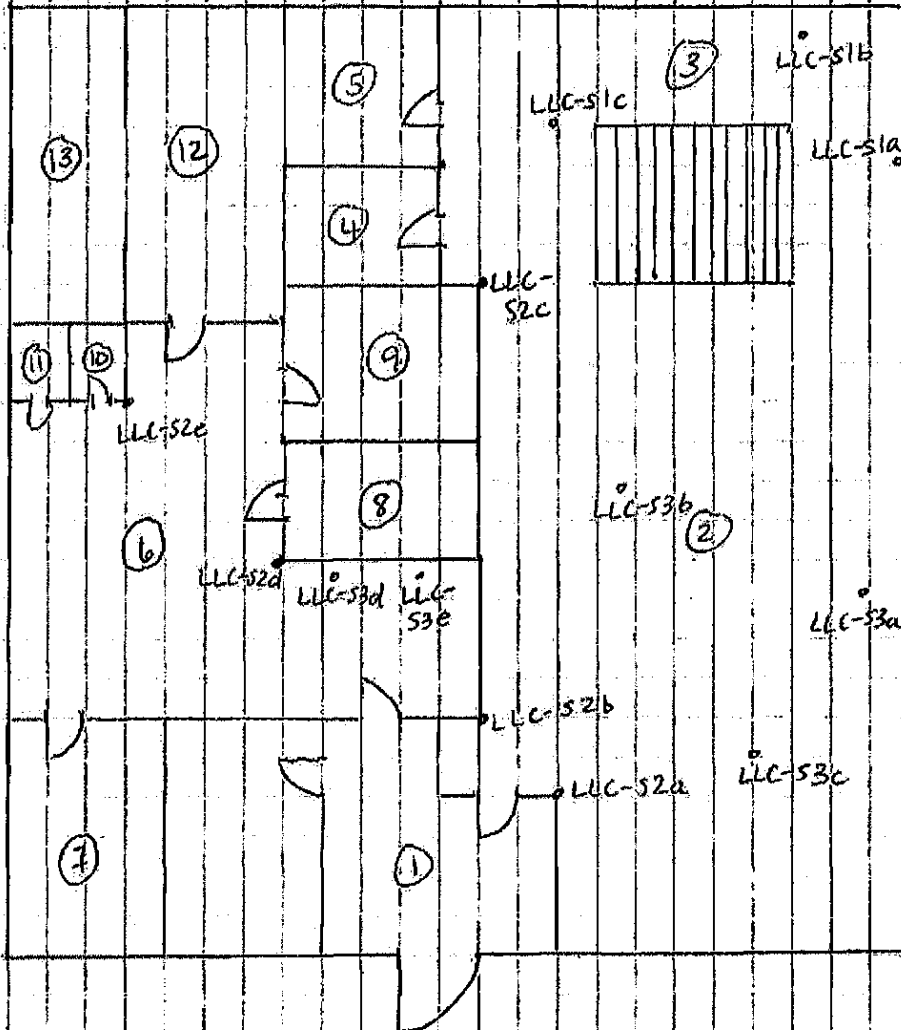 LLC-S1b
3
5
LLC-S1c
LLC-S1a
13
12
4
LLC-
S2c
11
10
9
LLC-S2e
8
LLC-S3b
2
6
LLC-S2d
LLC-S3d
LLC-
S3e
LLC-S3a
LLC-S2b
LLC-S3c
LLC-S2a
7
1